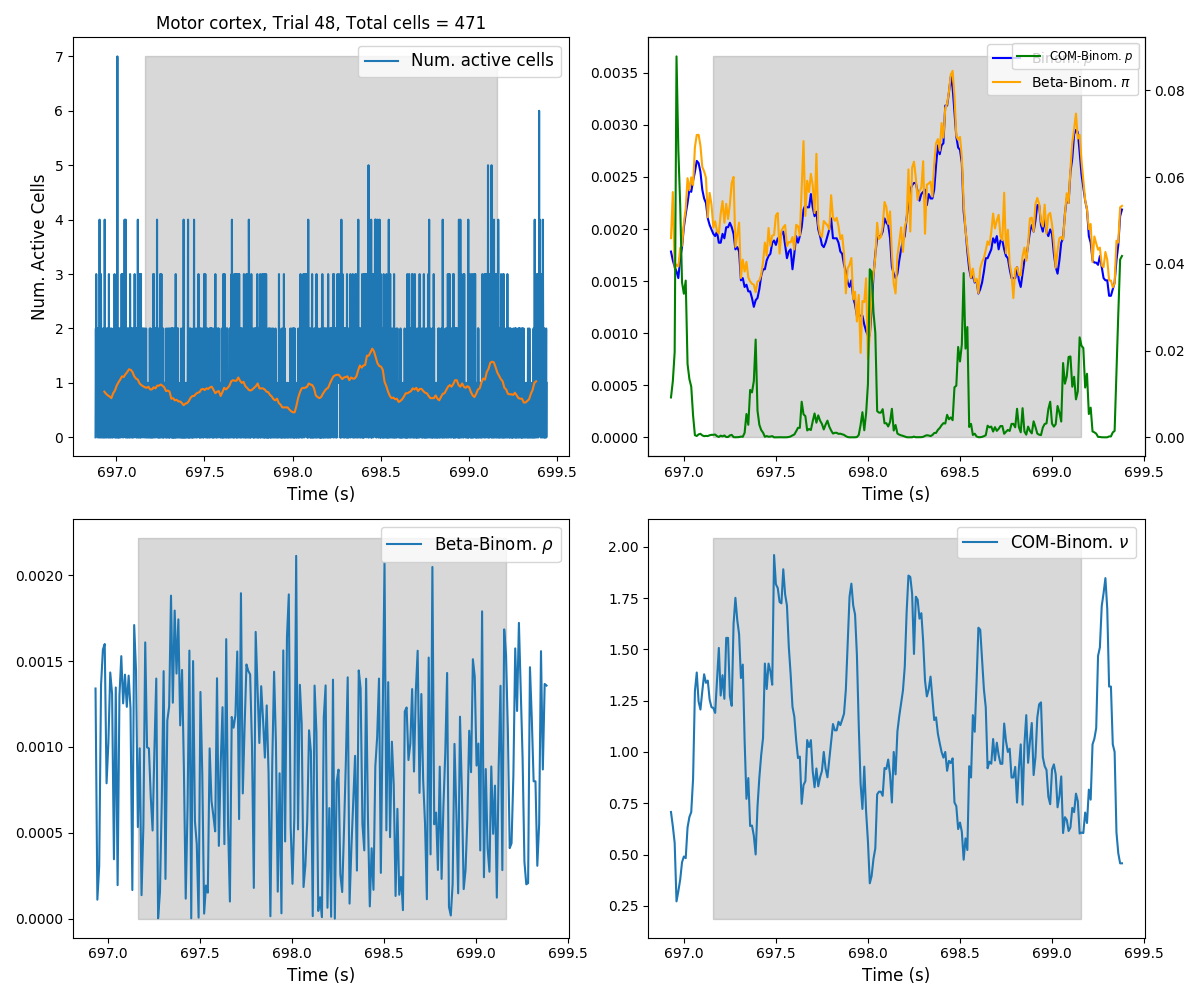 Motor cortex, Trial 48, Total cells = 471
Num. active cells
Num. Active Cells
7
6
5
4
3
2
1
0
697.0 697.5 698.0 698.5 699.0 699.5
Time (s)
COM-Binom. p
Beta-Binom. π
0.0035
0.0030
0.0025
0.0020
0.0015
0.0010
0.0005
0.0000
0.08
0.06
0.04
0.02
0.00
697.0 697.5 698.0 698.5 699.0 699.5
Time (s)
Beta-Binom. ρ
0.0020
0.0015
0.0010
0.0005
0.0000
697.0 697.5 698.0 698.5 699.0 699.5
Time (s)
COM-Binom. ν
2.00
1.75
1.50
1.25
1.00
0.75
0.50
0.25
697.0 697.5 698.0 698.5 699.0 699.5
Time (s)